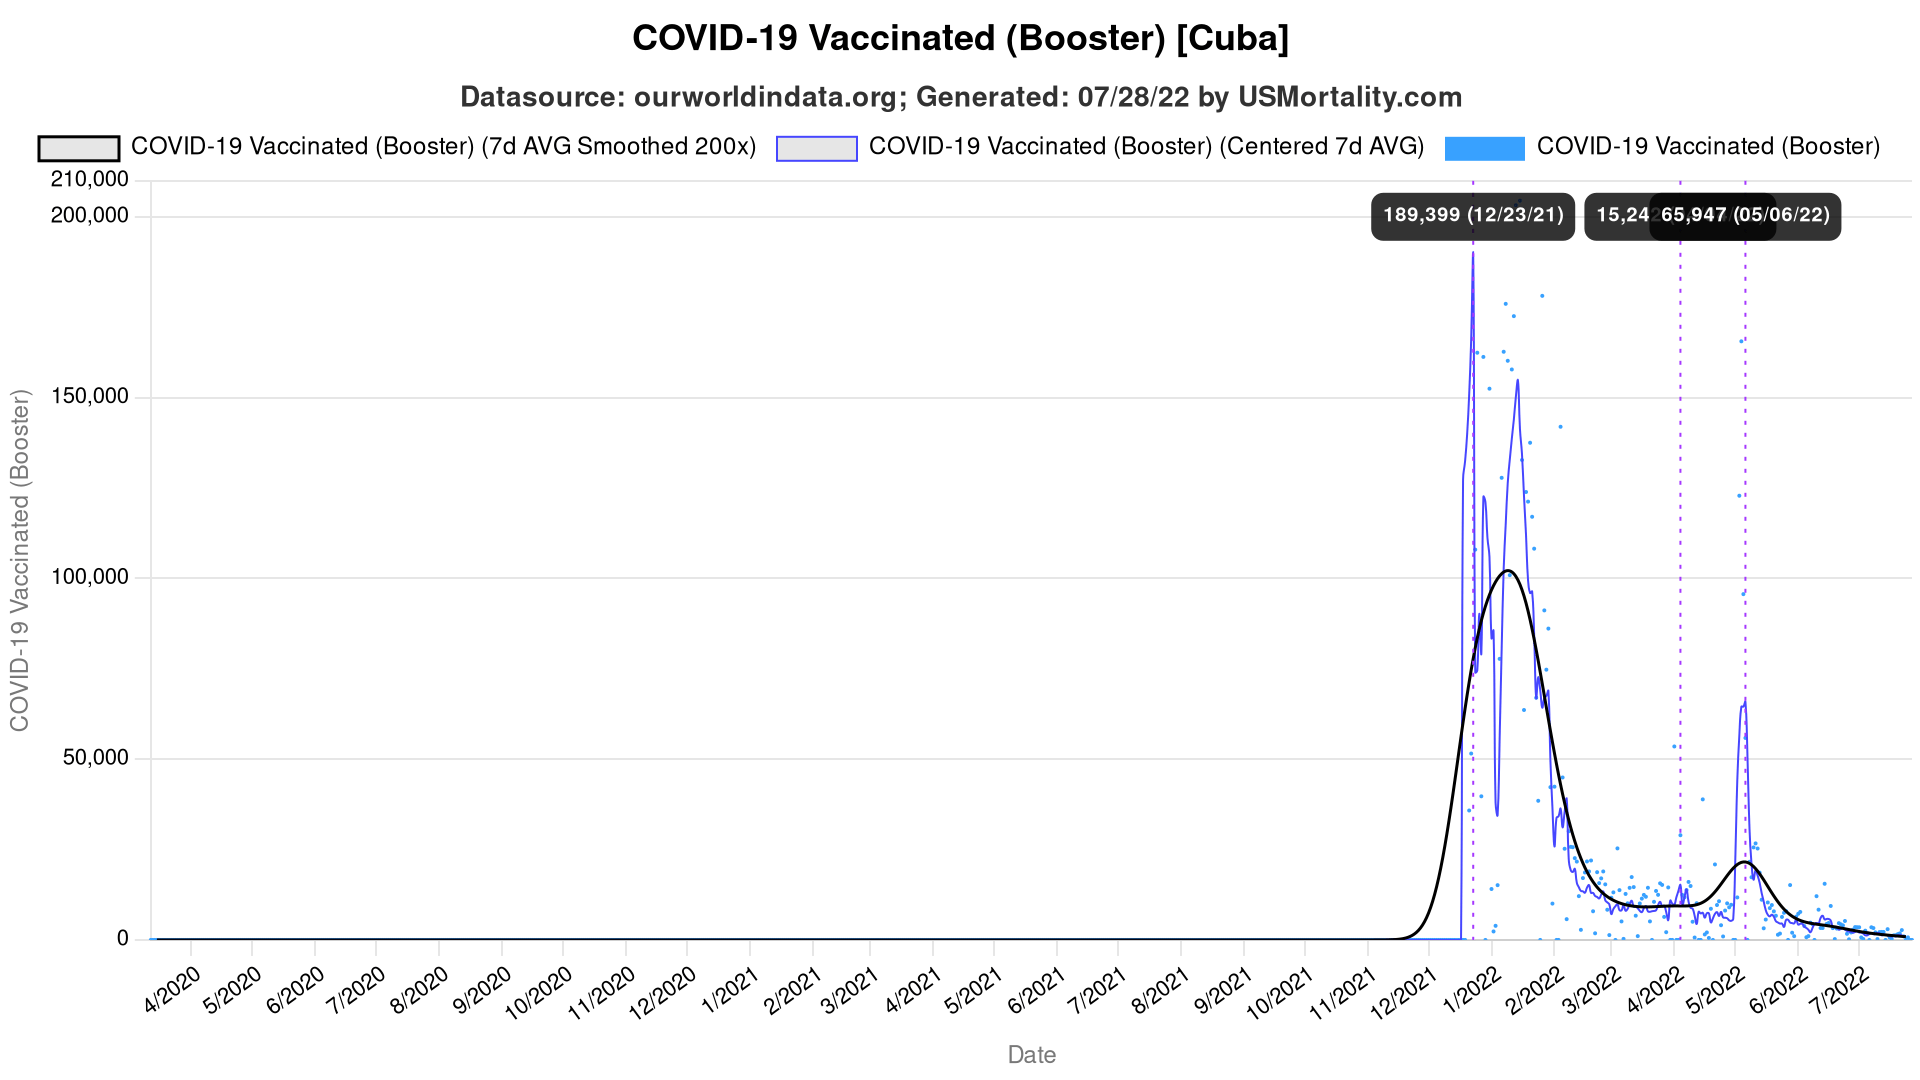 COVID-19 Vaccinated (Booster) [Cuba]
Datasource: ourworldindata.org; Generated: 07/28/22 by USMortality.com
COVID-19 Vaccinated (Booster) (7d AVG Smoothed 200x) COVID-19 Vaccinated (Booster) (Centered 7d AVG) COVID-19 Vaccinated (Booster)
210,000
200,000
150,000
100,000
50,000
0
COVID-19 Vaccinated (Booster)
189,399 (12/23/21)
65,947 (05/06/22)
4/2020 5/2020 6/2020 7/2020 8/2020 9/2020 10/2020 11/2020 12/2020 1/2021 2/2021 3/2021 4/2021 5/2021 6/2021 7/2021 8/2021 9/2021 10/2021 11/2021 12/2021 1/2022 2/2022 3/2022 4/2022 5/2022 6/2022 7/2022
Date